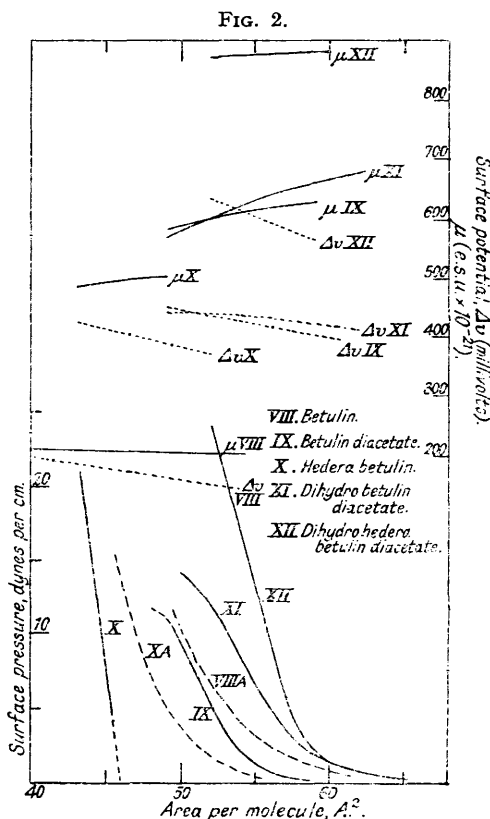 FIG. 2.
μXII
800
700
μXI
μIX
600
ΔvXII
μX
500
ΔvXI
400
ΔvIX
ΔvX
300
Surface potential, Δv (millivolts).
μ (e.s.u. × 10⁻²¹).
VIII. Betulin.
μVIII
IX. Betulin diacetate.
200
X. Hedera betulin.
20
Δv
VIII
XI. Dihydro betulin
diacetate.
XII. Dihydro hedera
betulin diacetate.
Surface pressure, dynes per cm.
XII
XI
10
X
XA
VIIIA
IX
40
50
60
Area per molecule, A.².